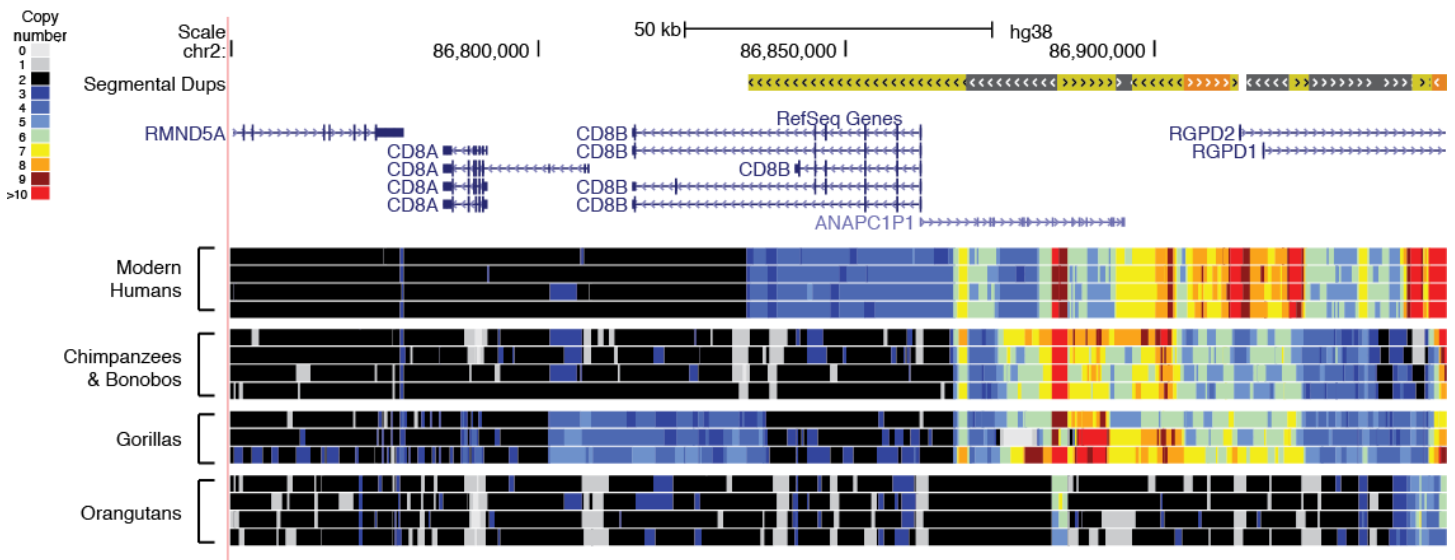 Copy
number
0
1
2
3
4
5
6
7
8
9
>10
Scale 50 kb hg38
chr2: 86,800,000 86,850,000 86,900,000
Segmental Dups
RefSeq Genes
RMND5A CD8B RGPD2
CD8A CD8B RGPD1
CD8A CD8B
CD8A CD8B
CD8A CD8B
ANAPC1P1
Modern
Humans
Chimpanzees
& Bonobos
Gorillas
Orangutans